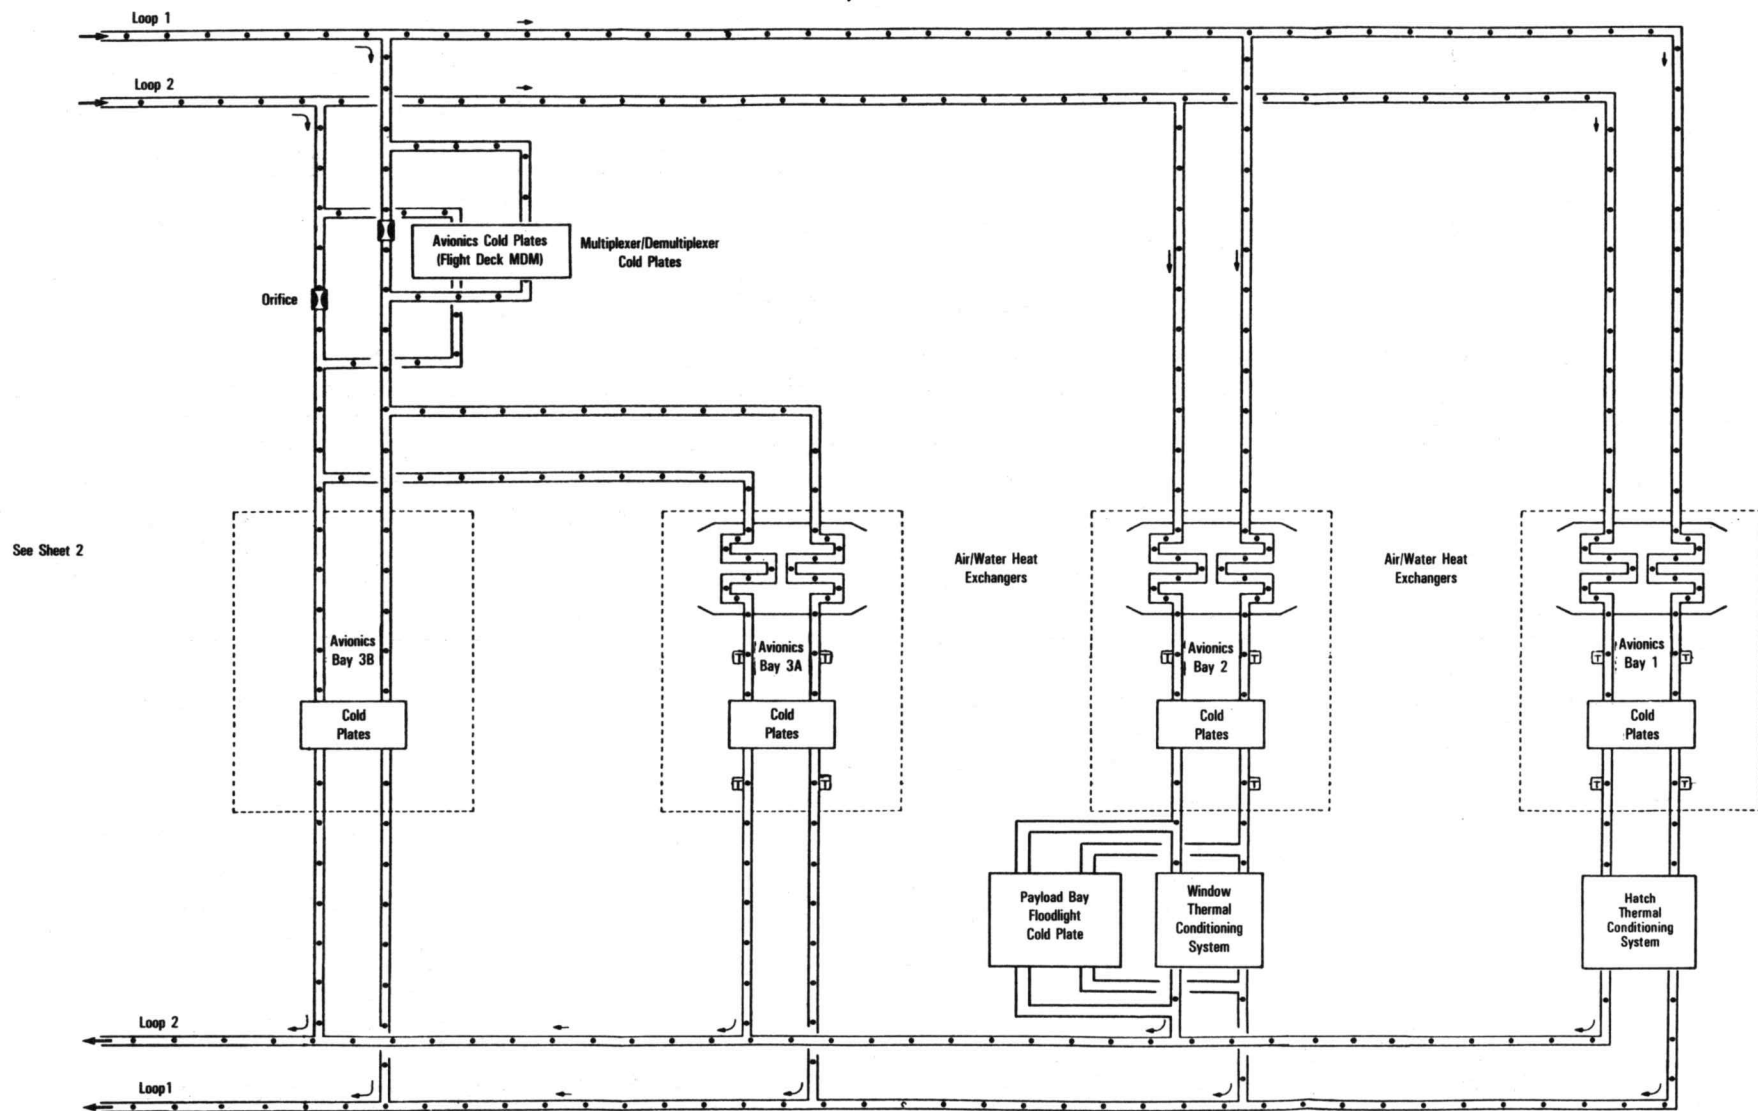 Loop 1
Loop 2
Avionics Cold Plates
(Flight Deck MDM)
Multiplexer/Demultiplexer
Cold Plates
Orifice
See Sheet 2
Air/Water Heat
Exchangers
Air/Water Heat
Exchangers
Avionics
Bay 3B
Avionics
Bay 3A
Avionics
Bay 2
Avionics
Bay 1
T
T
T
T
T
T
Cold
Plates
Cold
Plates
Cold
Plates
Cold
Plates
T
T
T
T
T
T
Payload Bay
Floodlight
Cold Plate
Window
Thermal
Conditioning
System
Hatch
Thermal
Conditioning
System
Loop 2
Loop1